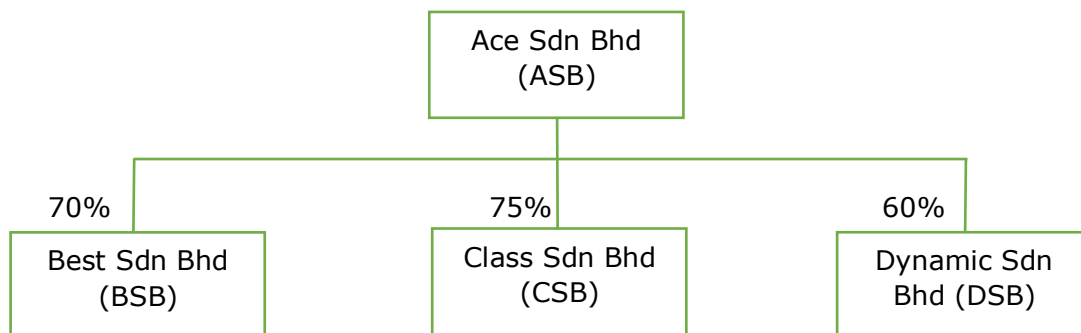 Ace Sdn Bhd
(ASB)
70%
75%
60%
Best Sdn Bhd
(BSB)
Class Sdn Bhd
(CSB)
Dynamic Sdn
Bhd (DSB)